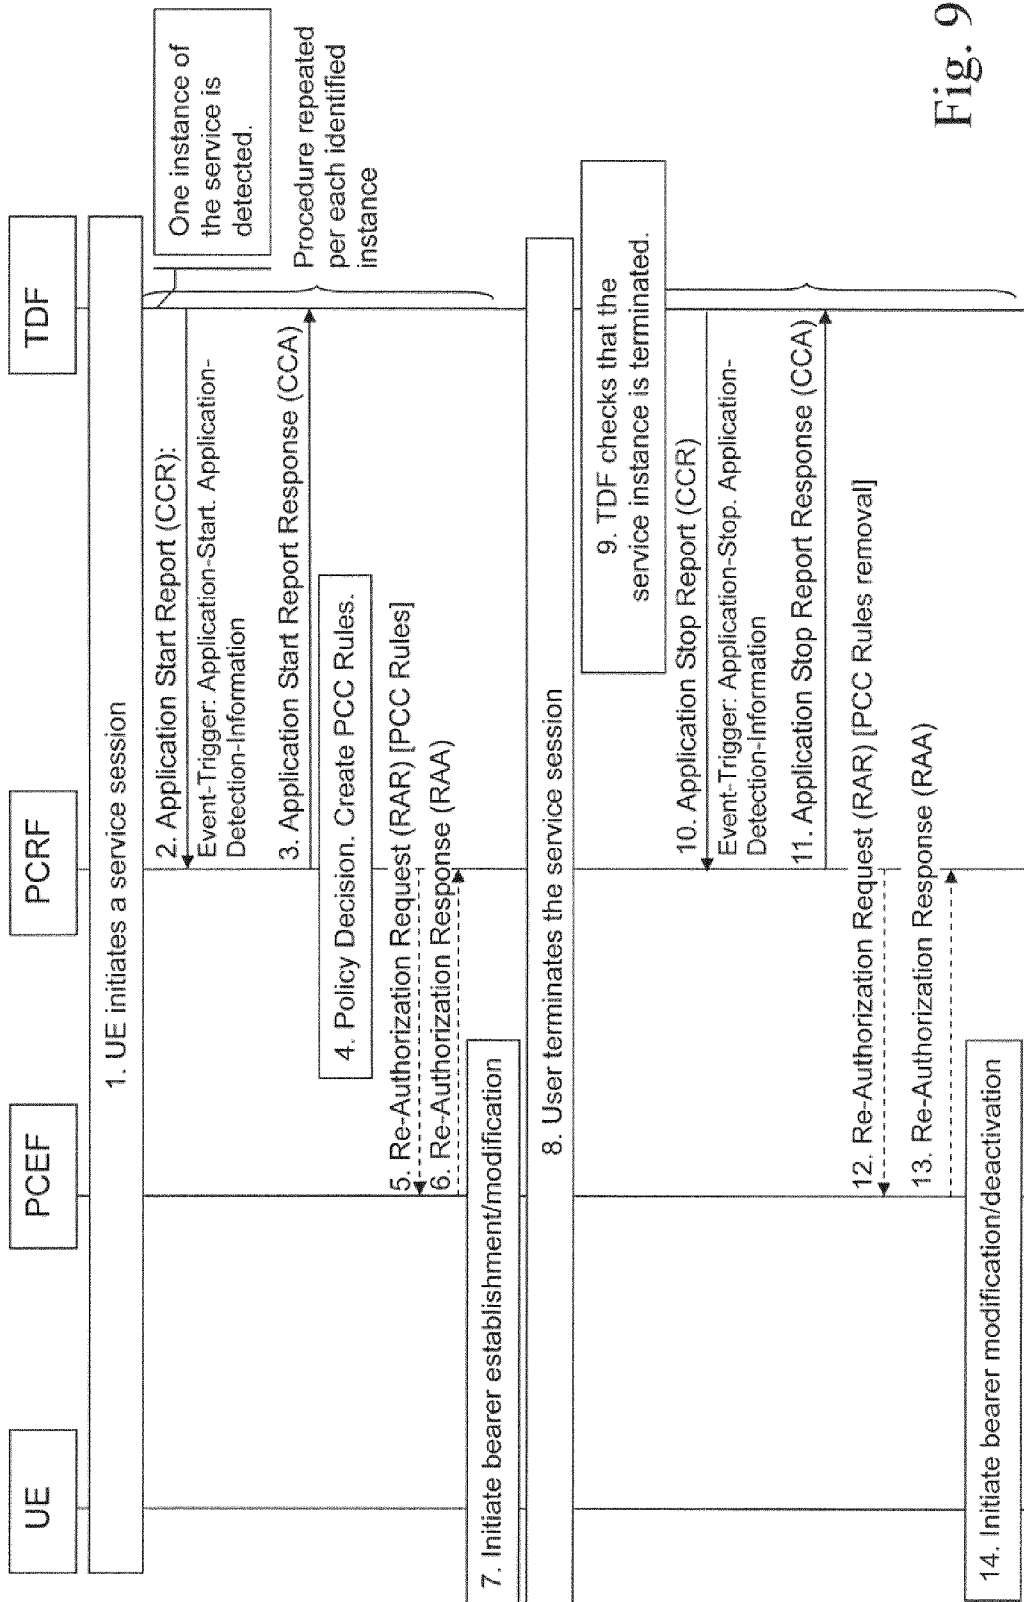 UE
PCEF
PCRF
TDF
1. UE initiates a service session
One instance of
the service is
detected.
2. Application Start Report (CCR):
Event-Trigger: Application-Start. Application-
Detection-Information
Procedure repeated
per each identified
instance
3. Application Start Report Response (CCA)
4. Policy Decision. Create PCC Rules.
5. Re-Authorization Request (RAR) [PCC Rules]
6. Re-Authorization Response (RAA)
7. Initiate bearer establishment/modification
8. User terminates the service session
9. TDF checks that the
service instance is terminated.
10. Application Stop Report (CCR)
Event-Trigger: Application-Stop. Application-
Detection-Information
11. Application Stop Report Response (CCA)
12. Re-Authorization Request (RAR) [PCC Rules removal]
13. Re-Authorization Response (RAA)
14. Initiate bearer modification/deactivation
Fig. 9